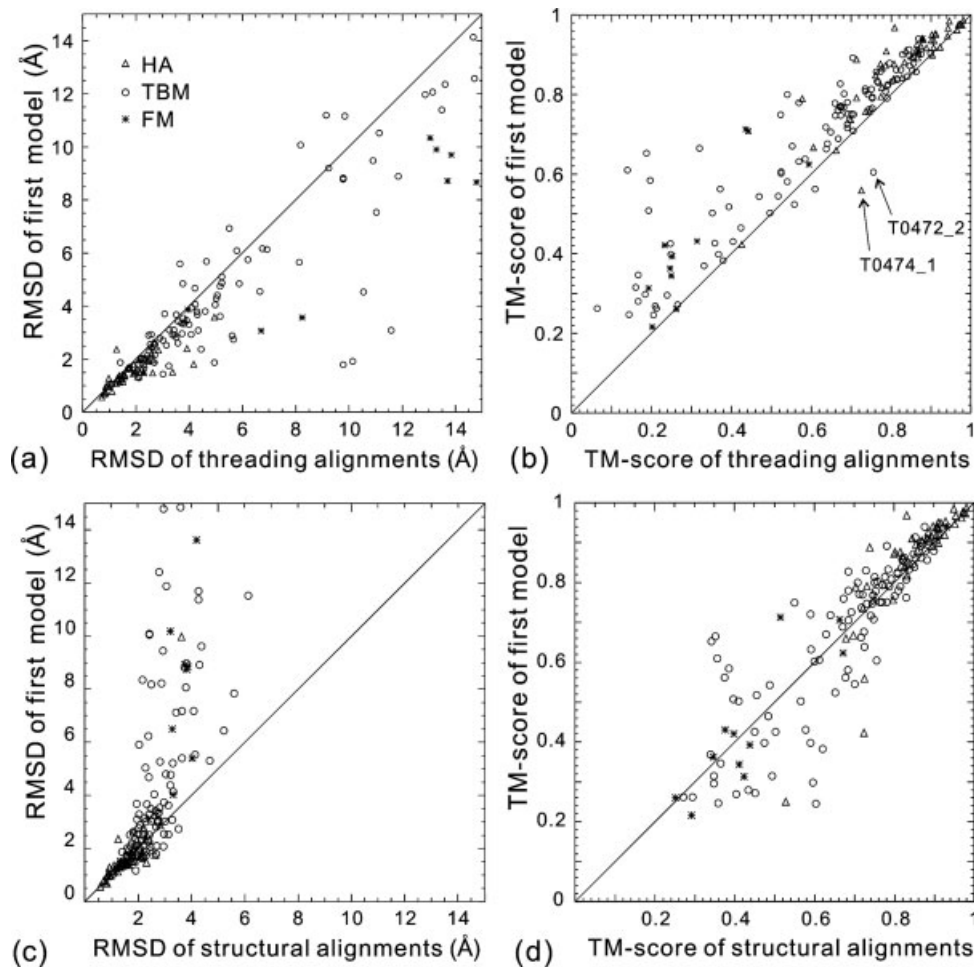 14
12
10
8
6
4
2
0
RMSD of first model (Å)
HA
TBM
FM
0 2 4 6 8 10 12 14
(a) RMSD of threading alignments (Å)
1
0.8
0.6
0.4
0.2
0
TM-score of first model
T0472_2
T0474_1
0 0.2 0.4 0.6 0.8 1
(b) TM-score of threading alignments
14
12
10
8
6
4
2
0
RMSD of first model (Å)
2 4 6 8 10 12 14
(c) RMSD of structural alignments (Å)
1
0.8
0.6
0.4
0.2
0
TM-score of first model
0.2 0.4 0.6 0.8 1
(d) TM-score of structural alignments